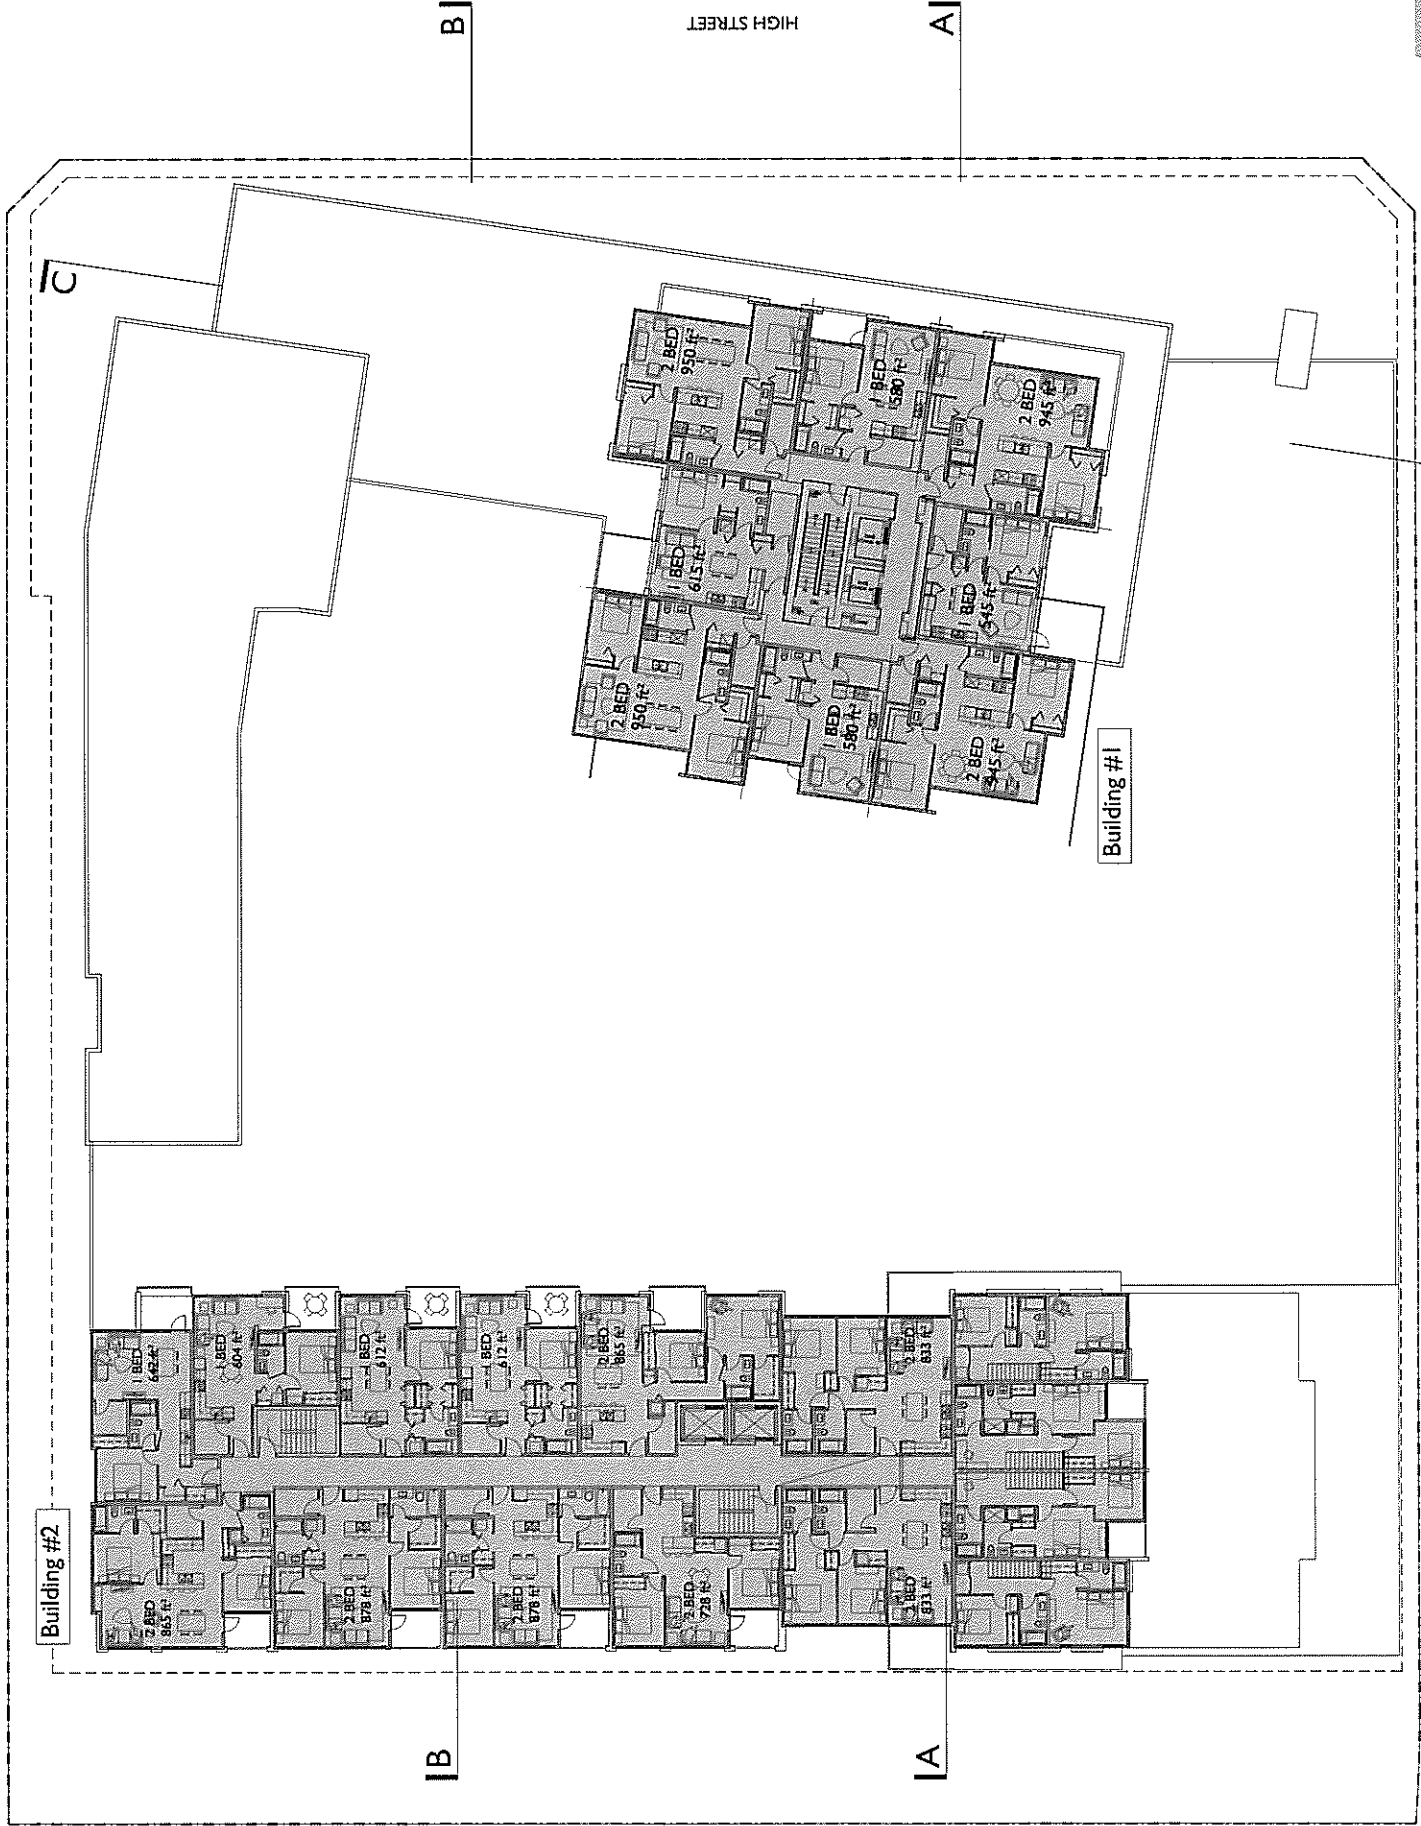 HIGH STREET
B
A
C
2 BED
950 ft²
1 BED
580 ft²
2 BED
945 ft²
1 BED
615 ft²
1 BED
545 ft²
2 BED
950 ft²
1 BED
580 ft²
2 BED
945 ft²
Building #1
1 BED
642 ft²
1 BED
604 ft²
1 BED
612 ft²
1 BED
612 ft²
2 BED
865 ft²
2 BED
833 ft²
Building #2
2 BED
865 ft²
2 BED
878 ft²
2 BED
878 ft²
2 BED
728 ft²
2 BED
833 ft²
B
A